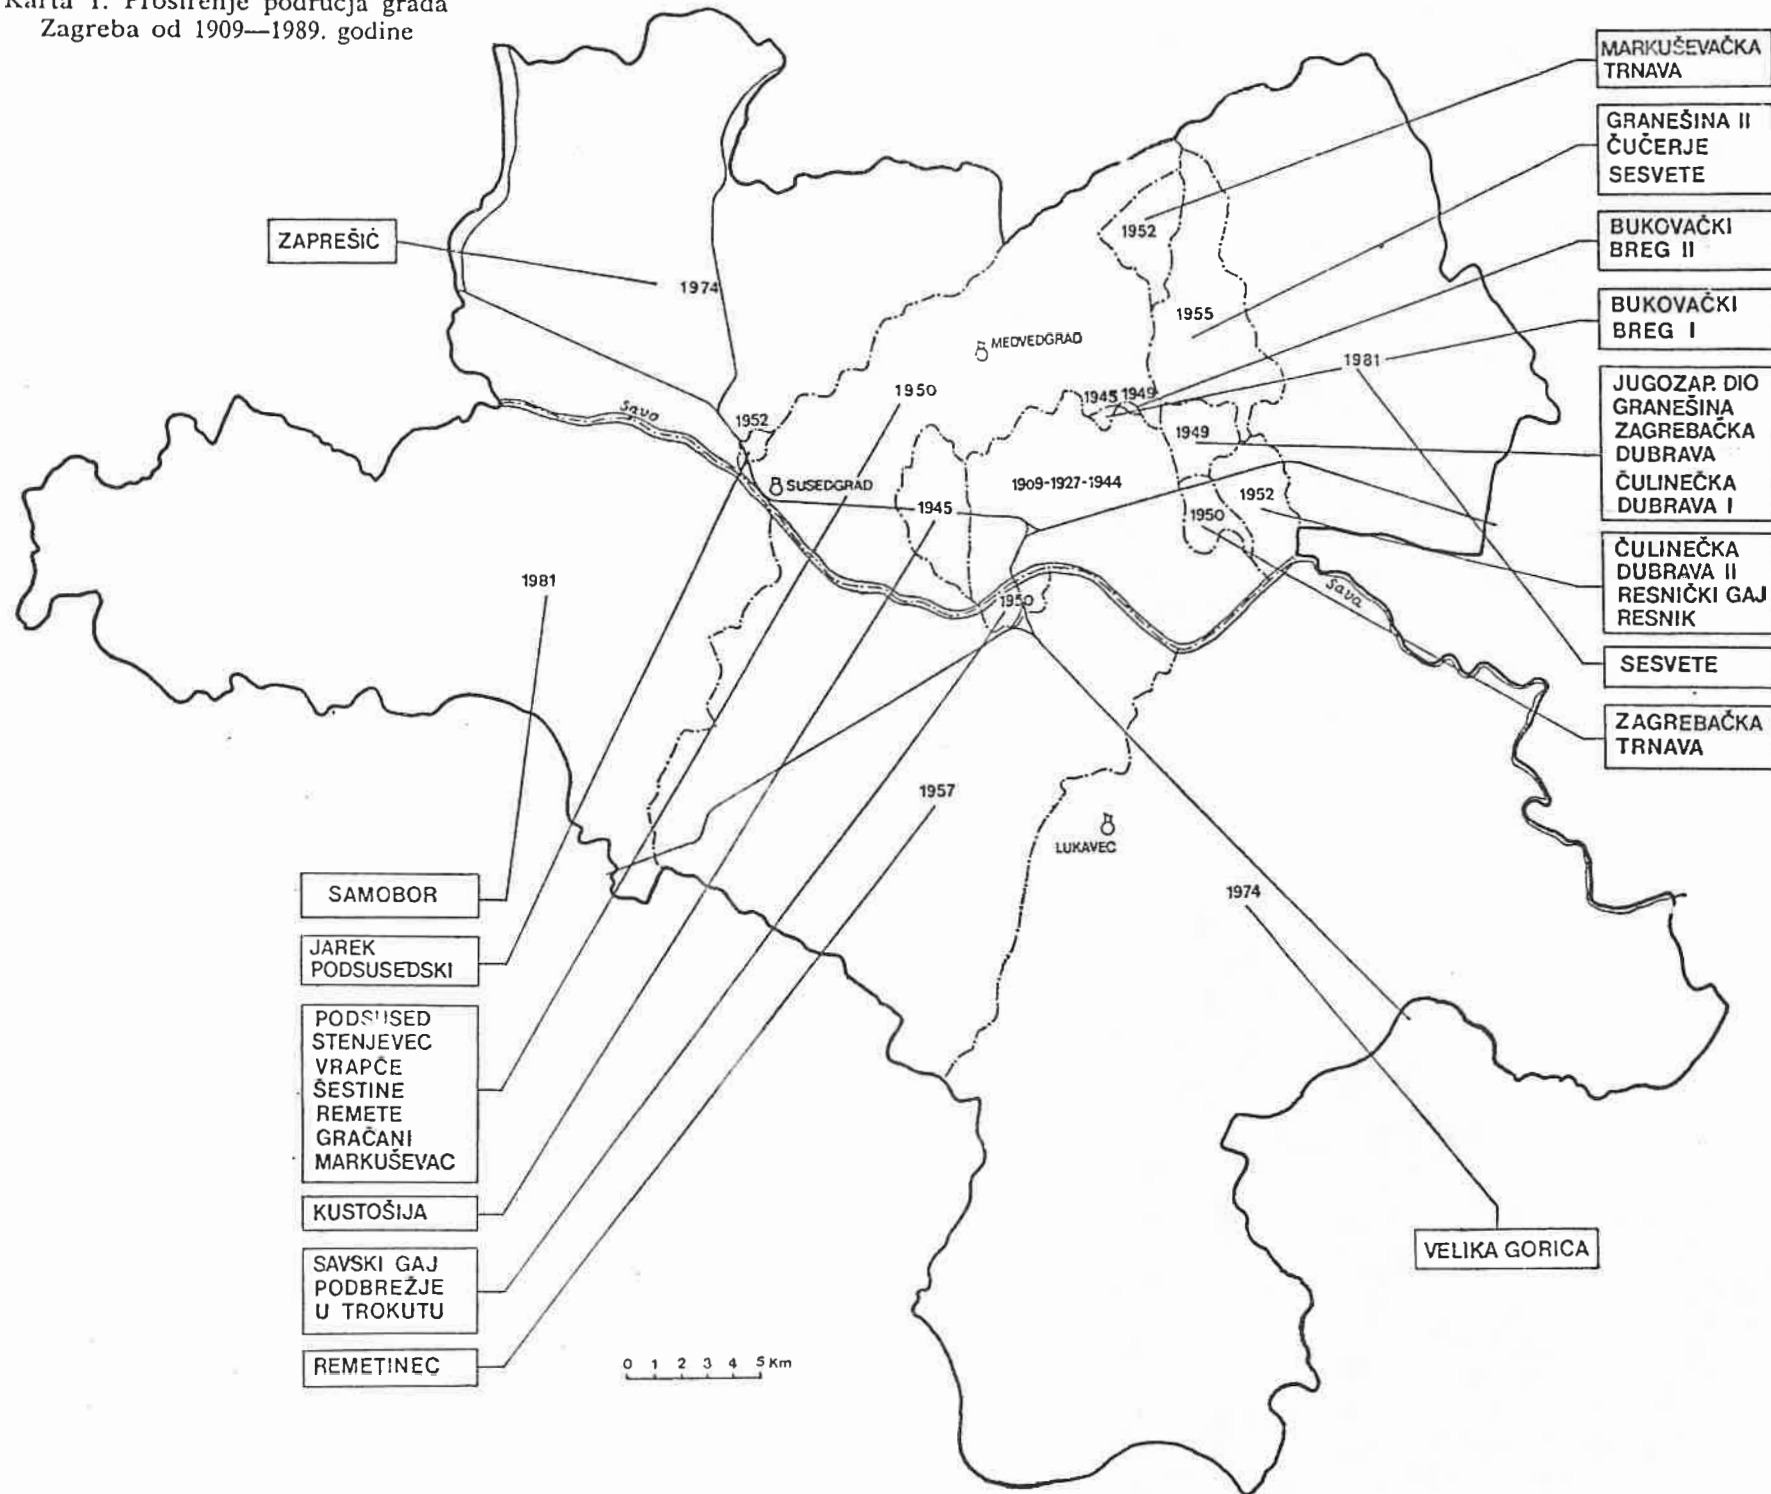 Karta 1. Proširenje područja grada
Zagreba od 1909—1989. godine
MARKUŠEVAČKA
TRNAVA
GRANEŠINA II
ČUČERJE
SESVETE
BUKOVAČKI
BREG II
BUKOVAČKI
BREG I
JUGOZAP. DIO
GRANEŠINA
ZAGREBAČKA
DUBRAVA
ČULINEČKA
DUBRAVA I
ČULINEČKA
DUBRAVA II
RESNIČKI GAJ
RESNIK
SESVETE
ZAGREBAČKA
TRNAVA
VELIKA GORICA
ZAPREŠIĆ
1974
1952
1955
MEDVEDGRAD
1981
1950
1945
1949
Sava
1952
1949
SUSEDGRAD
1909-1927-1944
1945
1952
1950
1981
1950
Sava
1957
LUKAVEC
1974
SAMOBOR
JAREK
PODSUSEDSKI
PODSUSED
STENJEVEC
VRAPČE
ŠESTINE
REMETE
GRAČANI
MARKUŠEVAC
KUSTOŠIJA
SAVSKI GAJ
PODBREŽJE
U TROKUTU
REMETINEC
0 1 2 3 4 5 Km